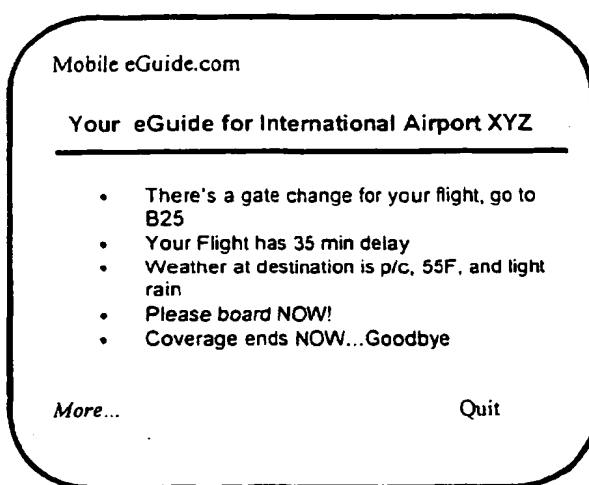 Mobile eGuide.com
Your eGuide for International Airport XYZ
• There's a gate change for your flight, go to
B25
• Your Flight has 35 min delay
• Weather at destination is p/c, 55F, and light
rain
• Please board NOW!
• Coverage ends NOW...Goodbye
More... Quit